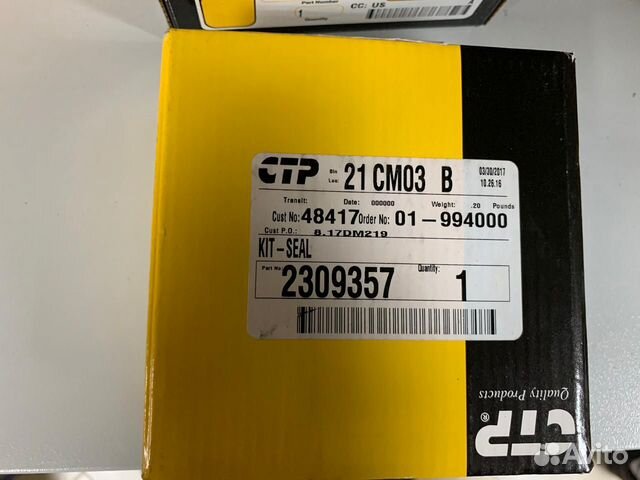 Part Number
1
Quantity
CC: US
CTP
Bin
Loc:
21 CM03 B
03/30/2017
10.26.16
Transit:
Date: 000000
Weight: .20 Pounds
Cust No: 48417 Order No: 01-994000
Cust P.O.: 8.17DM219
KIT-SEAL
Part No
2309357
Quantity:
1
Quality Products
CTP®
Avito